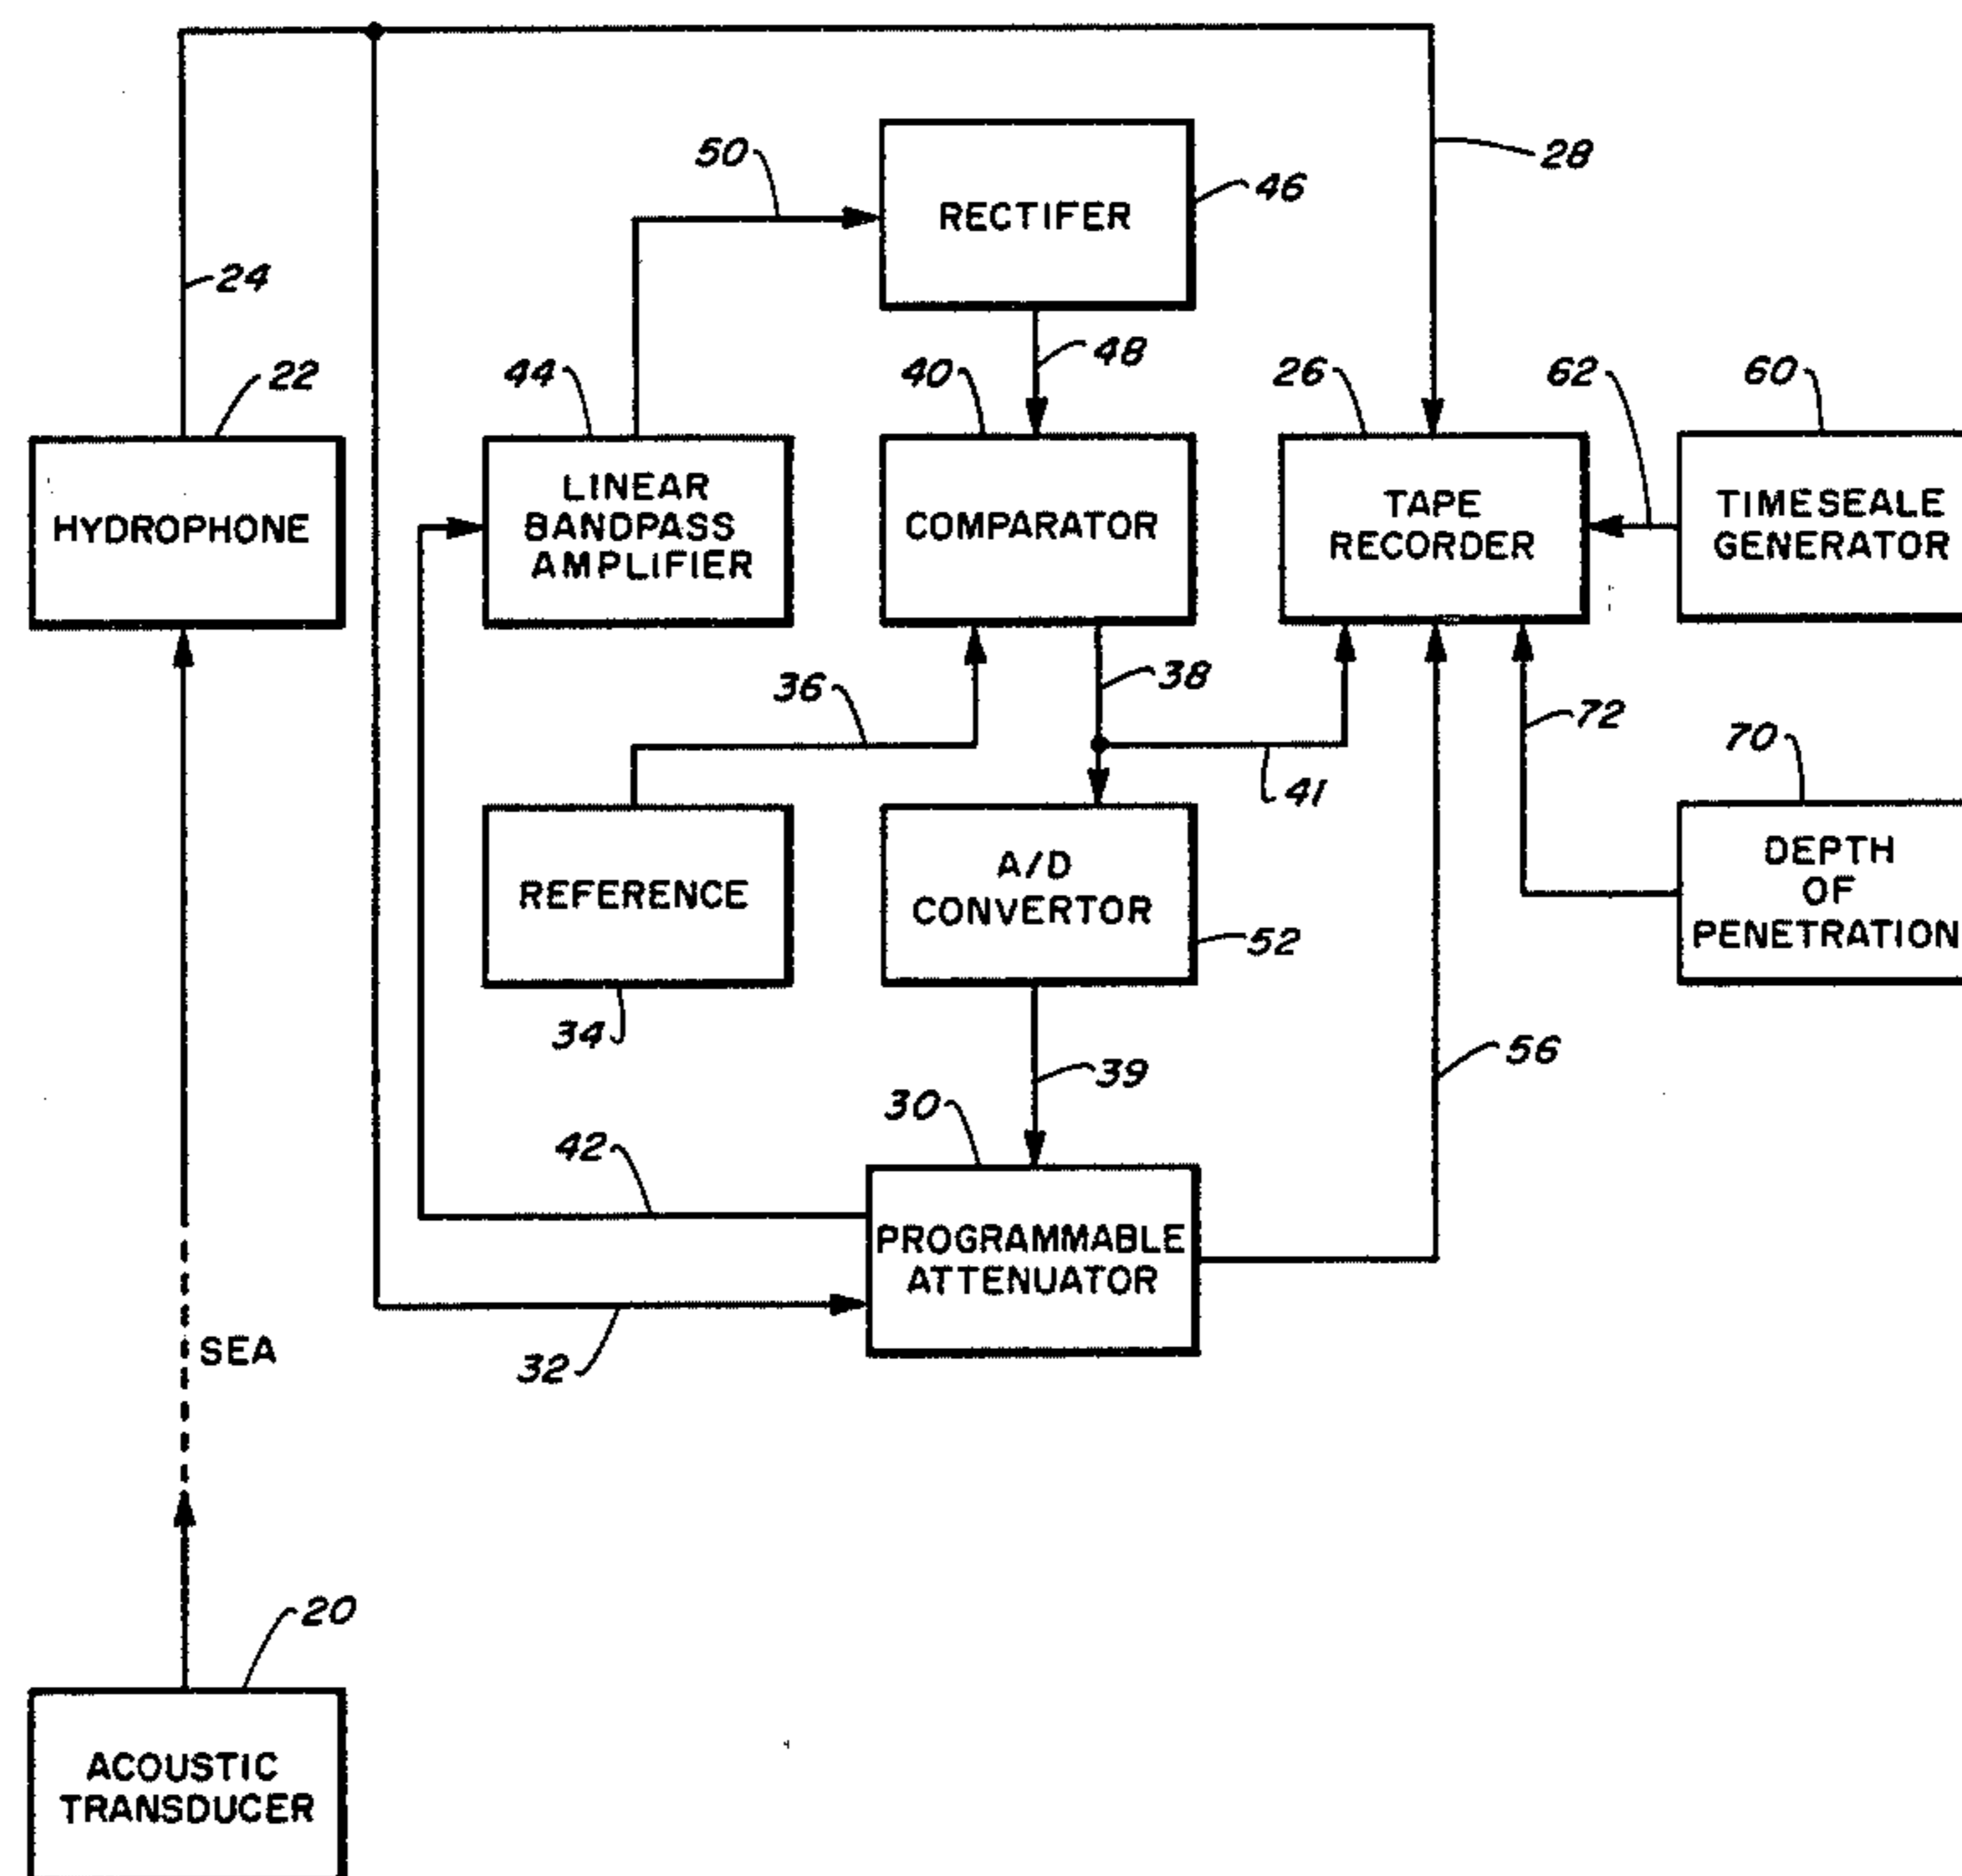 28
50
46
RECTIFER
24
48
22
44
40
26
62
60
HYDROPHONE
LINEAR
BANDPASS
AMPLIFIER
COMPARATOR
TAPE
RECORDER
TIMESEALE
GENERATOR
36
38
72
70
41
REFERENCE
A/D
CONVERTOR
DEPTH
OF
PENETRATION
52
34
39
56
30
42
PROGRAMMABLE
ATTENUATOR
SEA
32
20
ACOUSTIC
TRANSDUCER